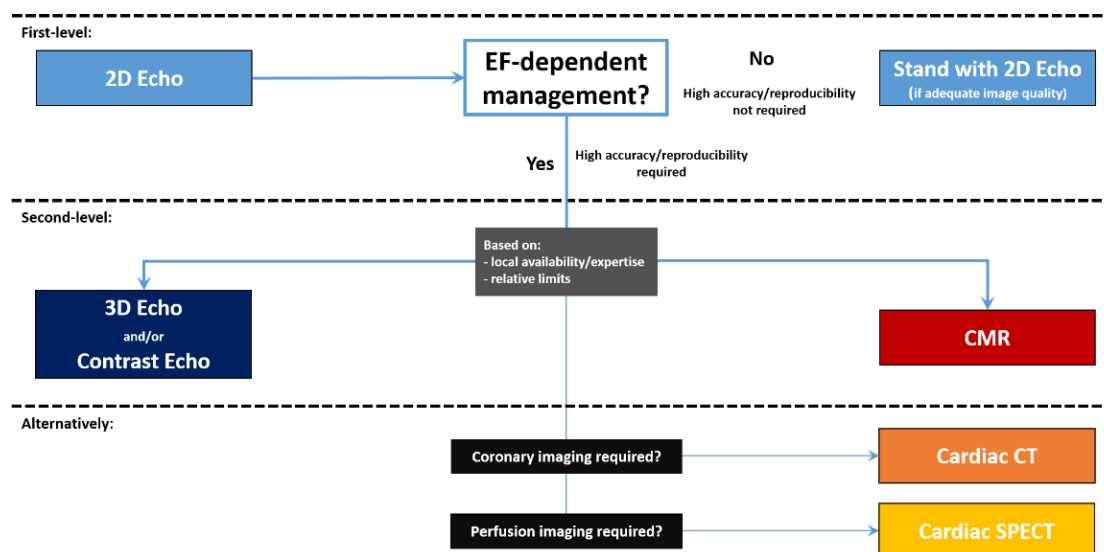 First-level:
2D Echo
EF-dependent
management?
No
High accuracy/reproducibility
not required
Stand with 2D Echo
(if adequate image quality)
Yes
High accuracy/reproducibility
required
Second-level:
Based on:
- local availability/expertise
- relative limits
3D Echo
and/or
Contrast Echo
CMR
Alternatively:
Coronary imaging required?
Cardiac CT
Perfusion imaging required?
Cardiac SPECT